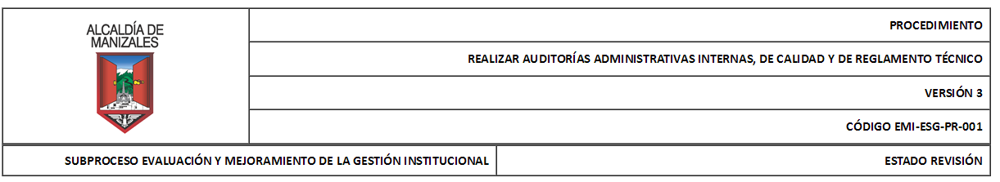 ALCALDÍA DE
MANIZALES
PROCEDIMIENTO
REALIZAR AUDITORÍAS ADMINISTRATIVAS INTERNAS, DE CALIDAD Y DE REGLAMENTO TÉCNICO
VERSIÓN 3
CÓDIGO EMI-ESG-PR-001
SUBPROCESO EVALUACIÓN Y MEJORAMIENTO DE LA GESTIÓN INSTITUCIONAL
ESTADO REVISIÓN